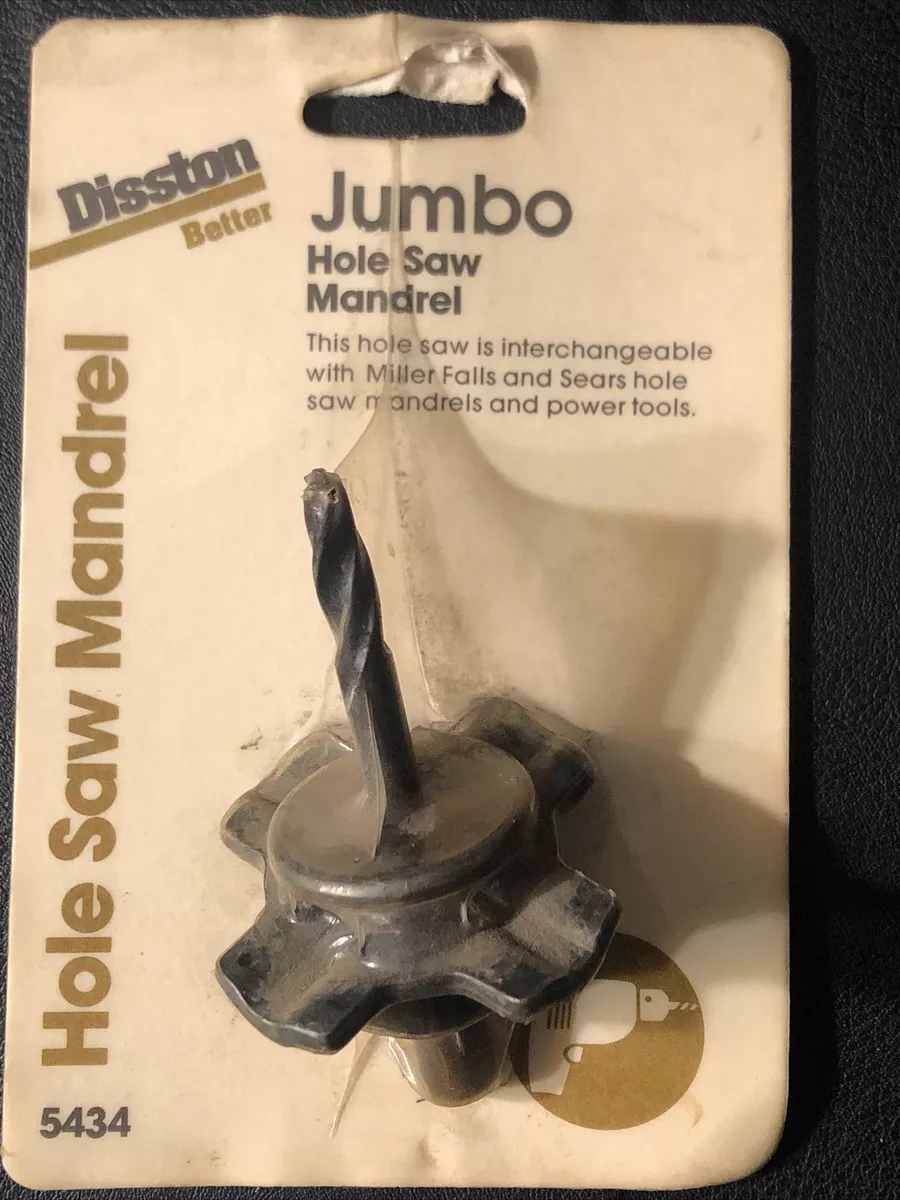 Disston
Better
Jumbo
Hole Saw
Mandrel
This hole saw is interchangeable
with Miller Falls and Sears hole
saw mandrels and power tools.
Hole Saw Mandrel
5434